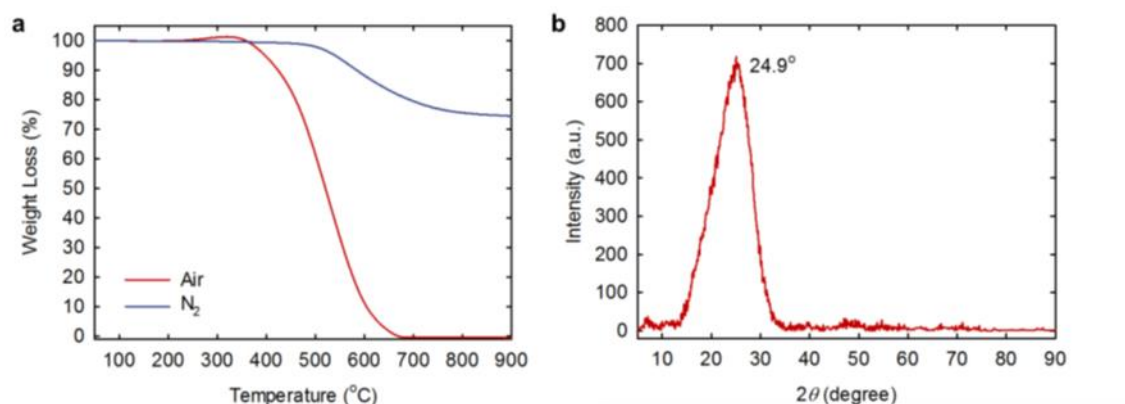 a
100
90
80
70
60
50
40
30
20
10
0
Weight Loss (%)
Air
N₂
100 200 300 400 500 600 700 800 900
Temperature (°C)
b
800
700
600
500
400
300
200
100
0
Intensity (a.u.)
24.9°
10 20 30 40 50 60 70 80 90
2θ (degree)